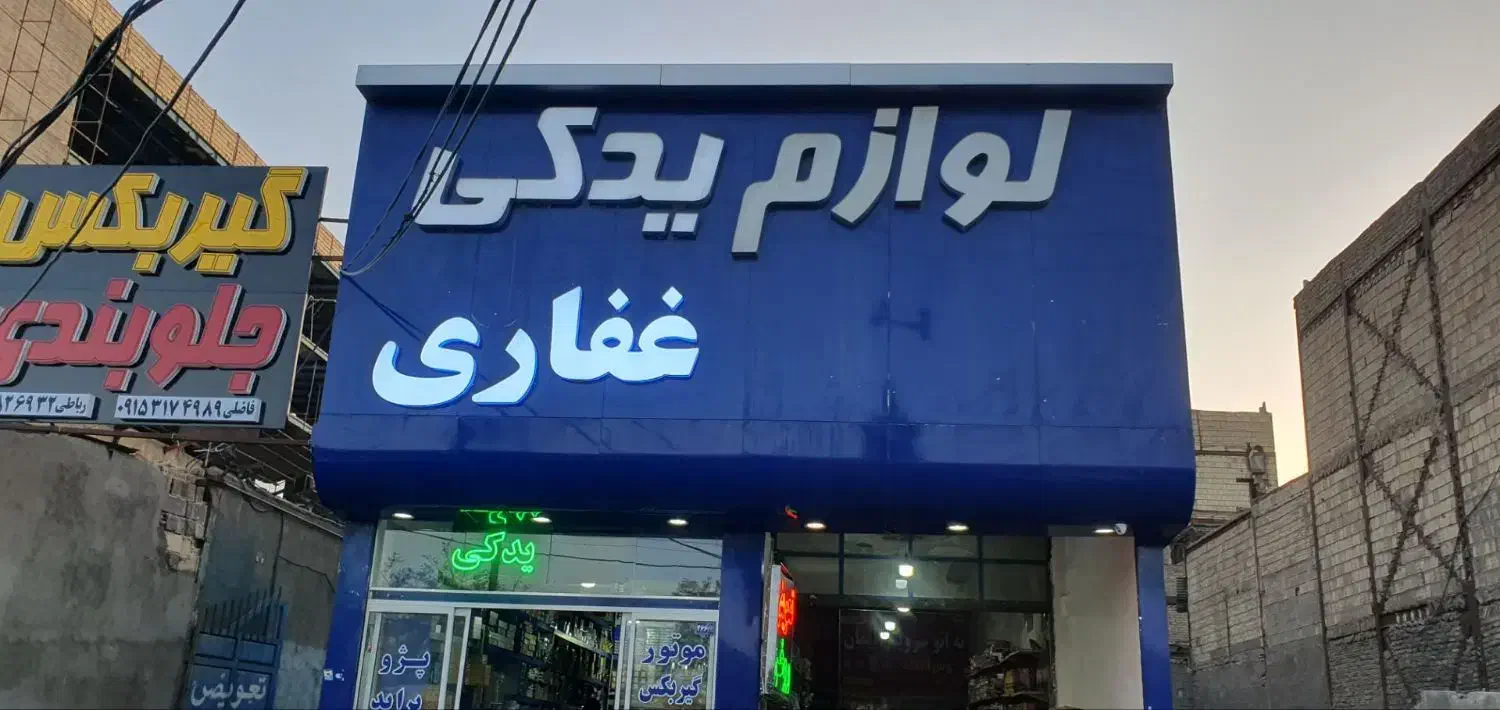 لوازم یدکی
غفاری
گیربکس
جلوبندی
فاضلی ۰۹۱۵۳۱۷۴۹۸۹
رباطی
یدکی
پژو
پراید
موتور
گیربکس
تعویض